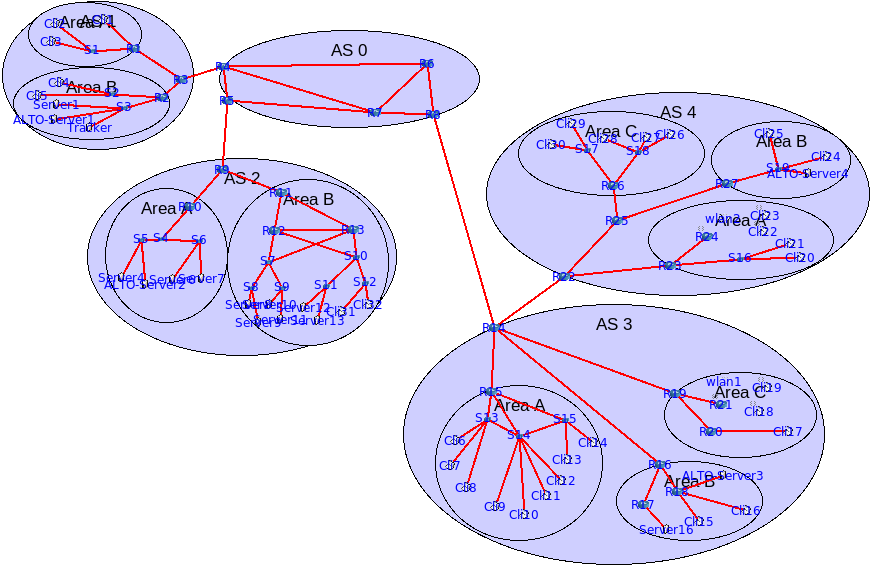 AS 1
Area A
Cli3
S1
R1
Area B
Cli4
Cli5
S2
R2
Server1
S3
ALTO-Server1
Tracker
R3
AS 0
R4
R6
R5
R7
R8
AS 2
R9
Area A
R10
S5
S4
S6
Server4
ALTO-Server2
Server7
R11
Area B
R12
R13
S7
S10
S8
S9
S11
S12
Server9
Server10
Server11
Server12
Server13
Cli31
Cli32
AS 4
Cli29
Area C
Cli28
Cli27
Cli26
Cli30
S17
S18
R26
Cli25
Area B
Cli24
R27
S19
ALTO-Server4
R25
wlan2
Cli23
Area A
Cli22
R24
Cli21
R23
S16
Cli20
R22
AS 3
R14
R15
Area A
S13
S14
S15
Cli6
Cli7
Cli8
Cli9
Cli10
Cli11
Cli12
Cli13
Cli14
R19
wlan1
Cli19
Area C
R21
Cli18
R20
Cli17
R16
ALTO-Server3
Area B
R18
R17
Cli16
Cli15
Server16